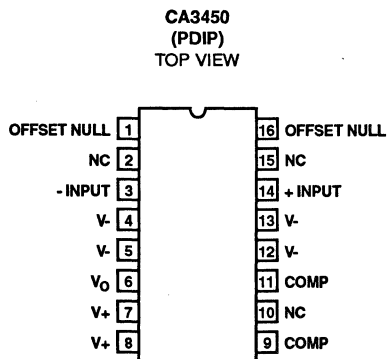 CA3450
(PDIP)
TOP VIEW
OFFSET NULL 1 16 OFFSET NULL
NC 2 15 NC
- INPUT 3 14 + INPUT
V- 4 13 V-
V- 5 12 V-
VO 6 11 COMP
V+ 7 10 NC
V+ 8 9 COMP